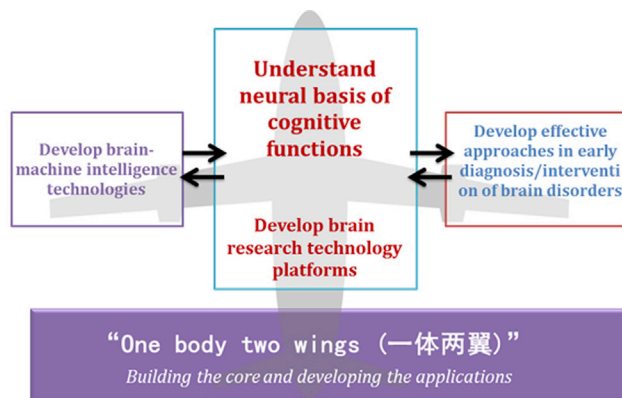 Understand
neural basis of
cognitive
functions
Develop brain
research technology
platforms
Develop brain-
machine intelligence
technologies
Develop effective
approaches in early
diagnosis/interventi
on of brain disorders
“One body two wings (一体两翼)”
Building the core and developing the applications